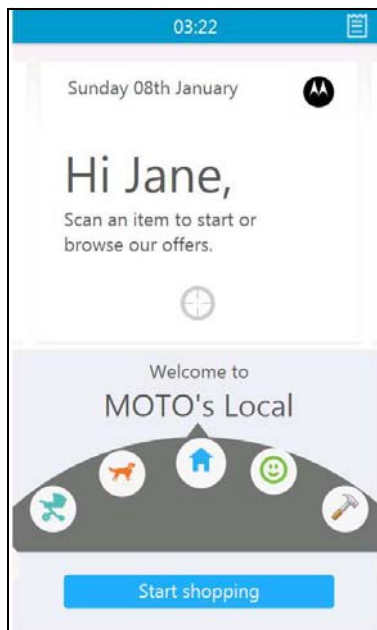 03:22
Sunday 08th January
Hi Jane,
Scan an item to start or
browse our offers.
Welcome to
MOTO's Local
Start shopping